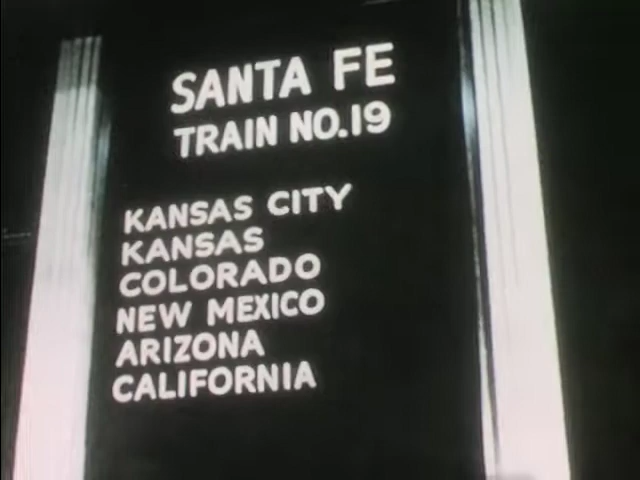 SANTA FE
TRAIN NO.19
KANSAS CITY
KANSAS
COLORADO
NEW MEXICO
ARIZONA
CALIFORNIA